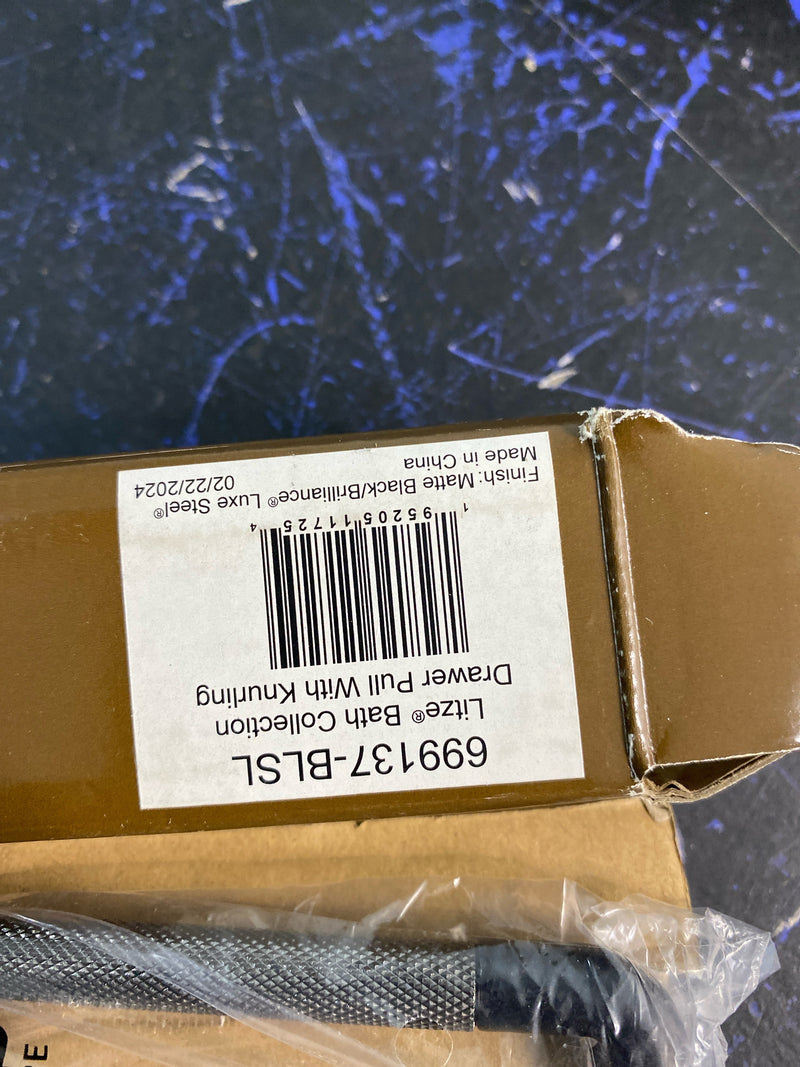 699137-BLSL
Litze® Bath Collection
Drawer Pull With Knurling
1 95205 11725 4
Finish: Matte Black/Brilliance® Luxe Steel®
Made in China 02/22/2024